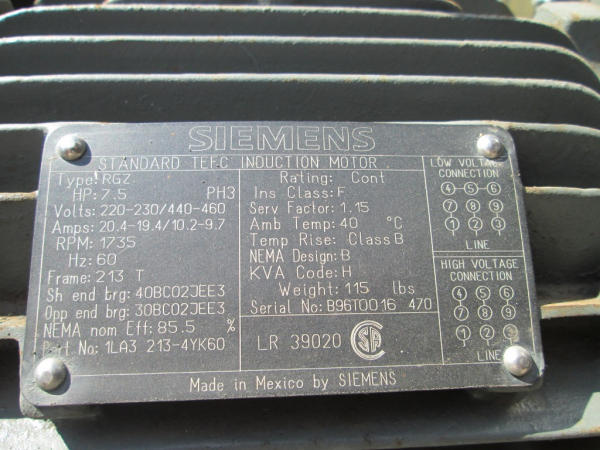 SIEMENS
STANDARD TEFC INDUCTION MOTOR
Type: RGZ
HP: 7.5 PH3
Volts: 220-230/440-460
Amps: 20.4-19.4/10.2-9.7
RPM: 1735
Hz: 60
Frame: 213 T
Sh end brg: 40BC02JEE3
Opp end brg: 30BC02JEE3
NEMA nom Eff: 85.5 %
Part No: 1LA3 213-4YK60
Rating: Cont
Ins Class: F
Serv Factor: 1.15
Amb Temp: 40 °C
Temp Rise: Class B
NEMA Design: B
KVA Code: H
Weight: 115 lbs
Serial No: B96T0016 470
LR 39020 CSA
LOW VOLTAGE
CONNECTION
4-5-6
7 8 9
1 2 3
LINE
HIGH VOLTAGE
CONNECTION
4 5 6
7 8 9
1 2 3
LINE
Made in Mexico by SIEMENS